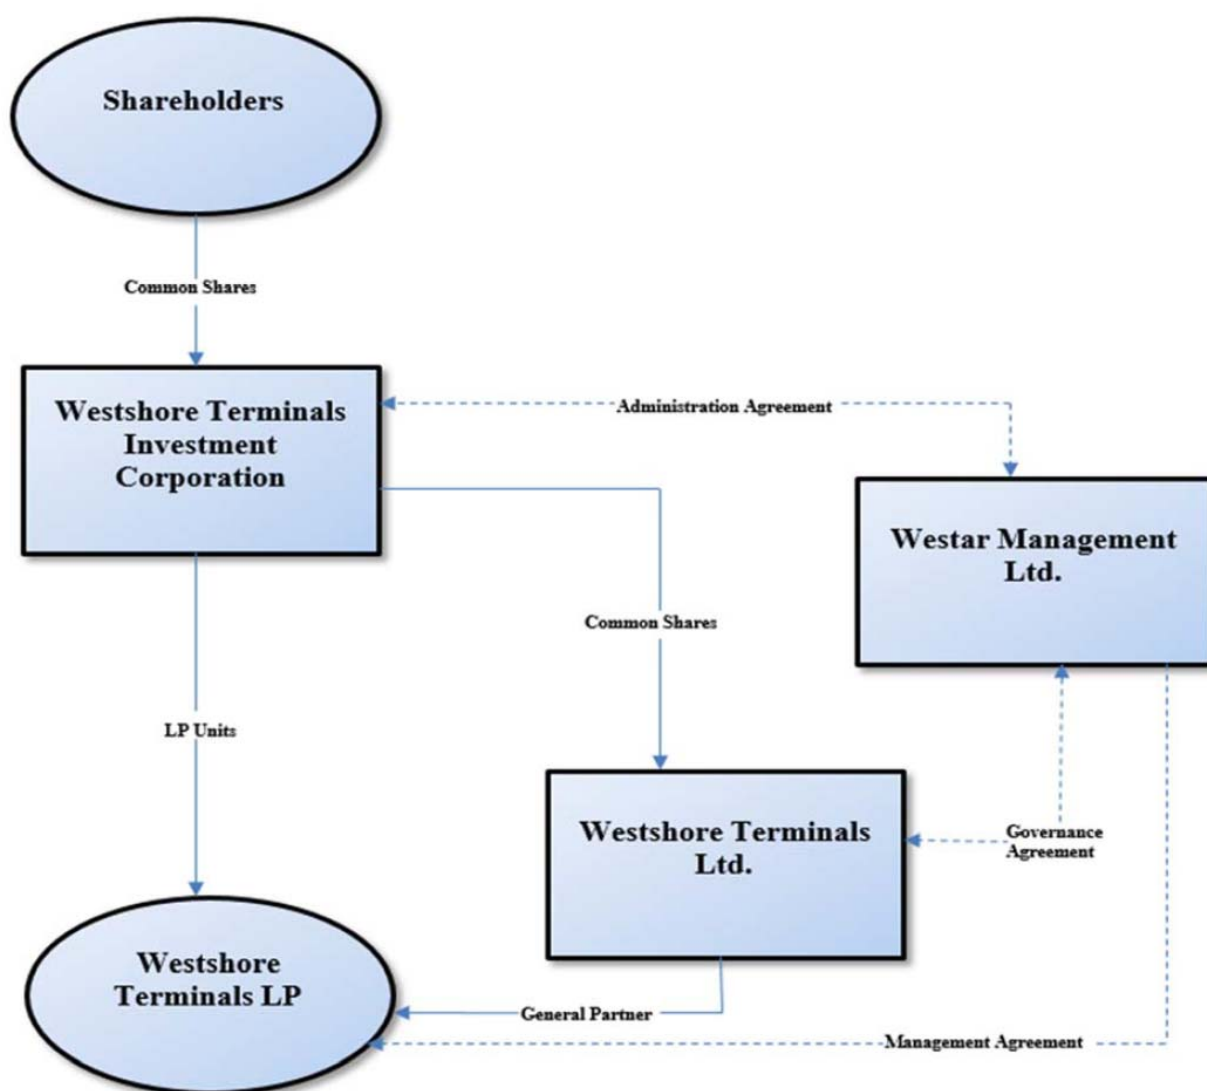 Shareholders
Common Shares
Westshore Terminals
Investment
Corporation
Administration Agreement
Westar Management
Ltd.
Common Shares
LP Units
Westshore Terminals
Ltd.
Governance
Agreement
Westshore
Terminals LP
General Partner
Management Agreement